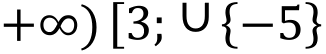 +∞) [3; ∪ {−5}